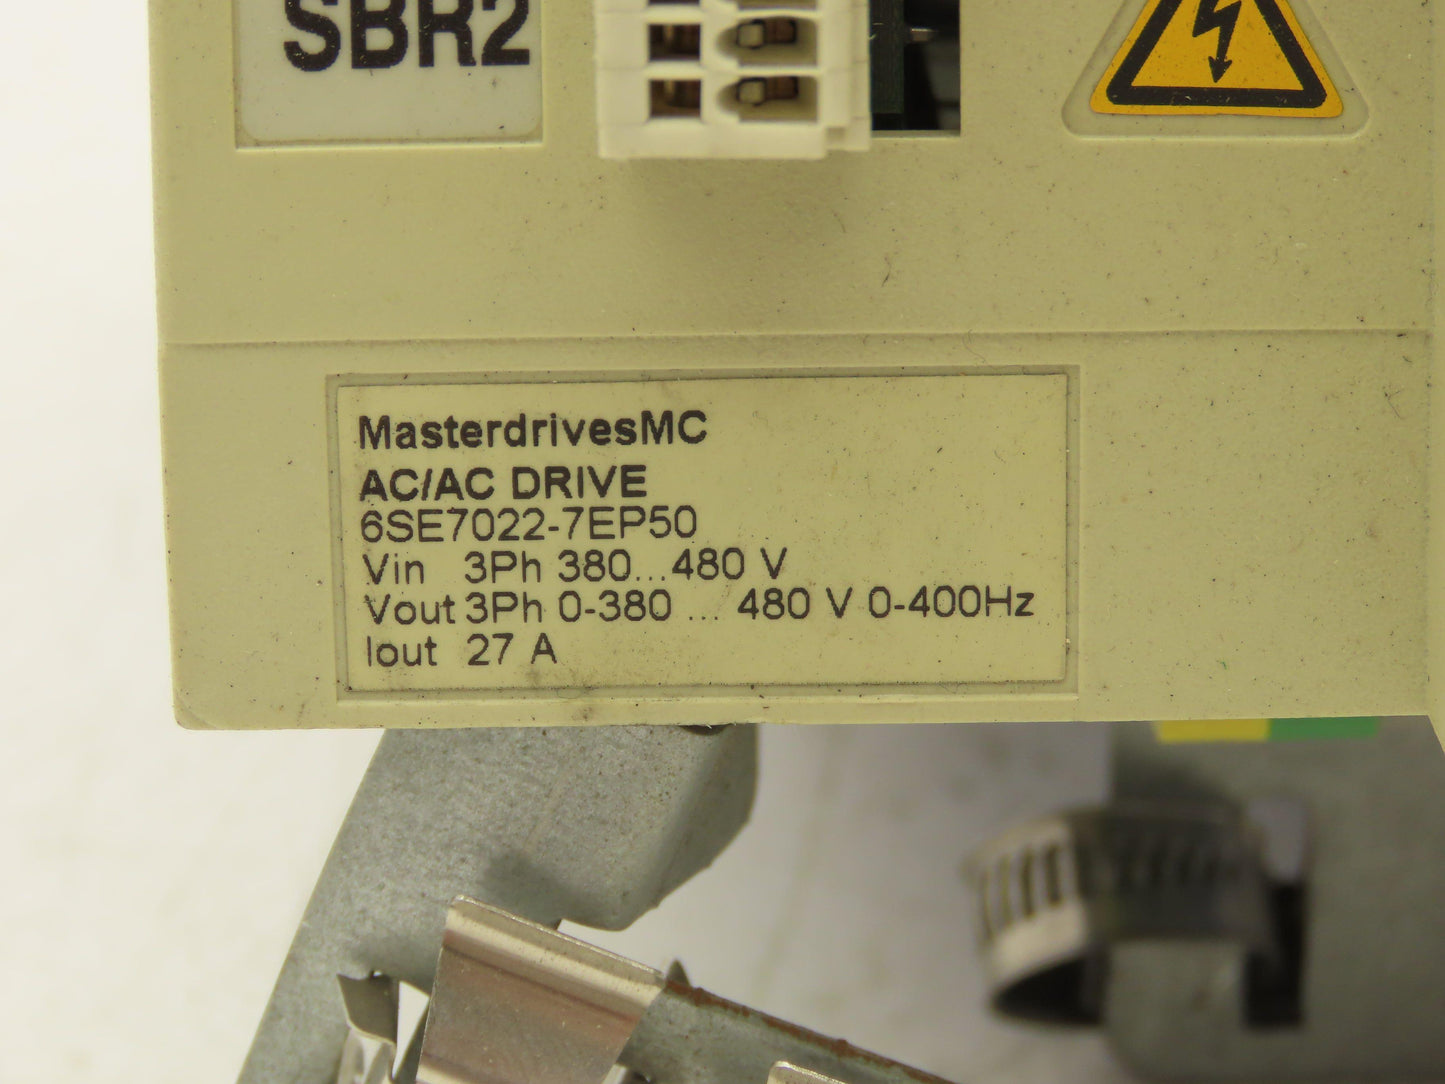 SBR2
MasterdrivesMC
AC/AC DRIVE
6SE7022-7EP50
Vin 3Ph 380...480 V
Vout 3Ph 0-380 ... 480 V 0-400Hz
Iout 27 A